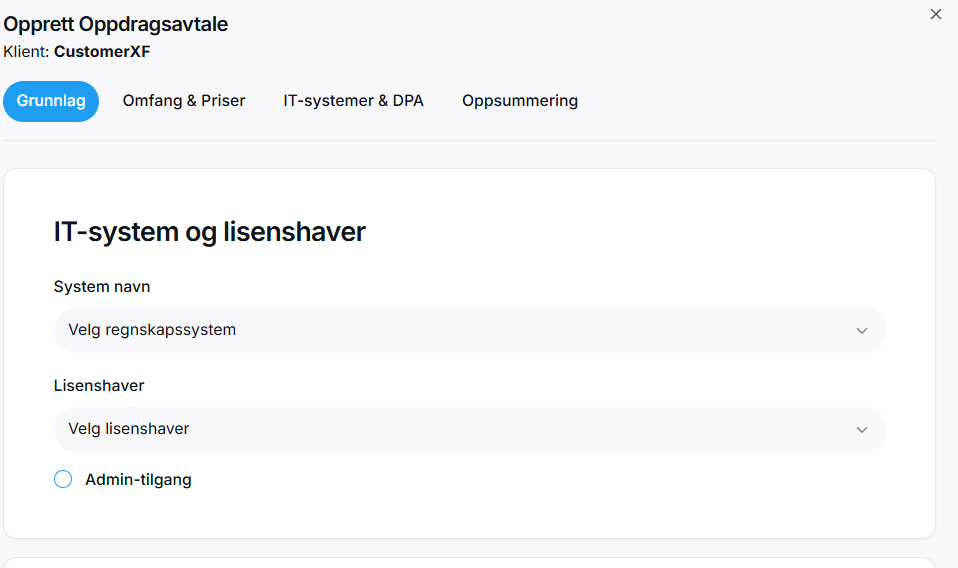 Opprett Oppdragsavtale
Klient: CustomerXF
Grunnlag
Omfang & Priser
IT-systemer & DPA
Oppsummering
IT-system og lisenshaver
System navn
Velg regnskapssystem
Lisenshaver
Velg lisenshaver
Admin-tilgang